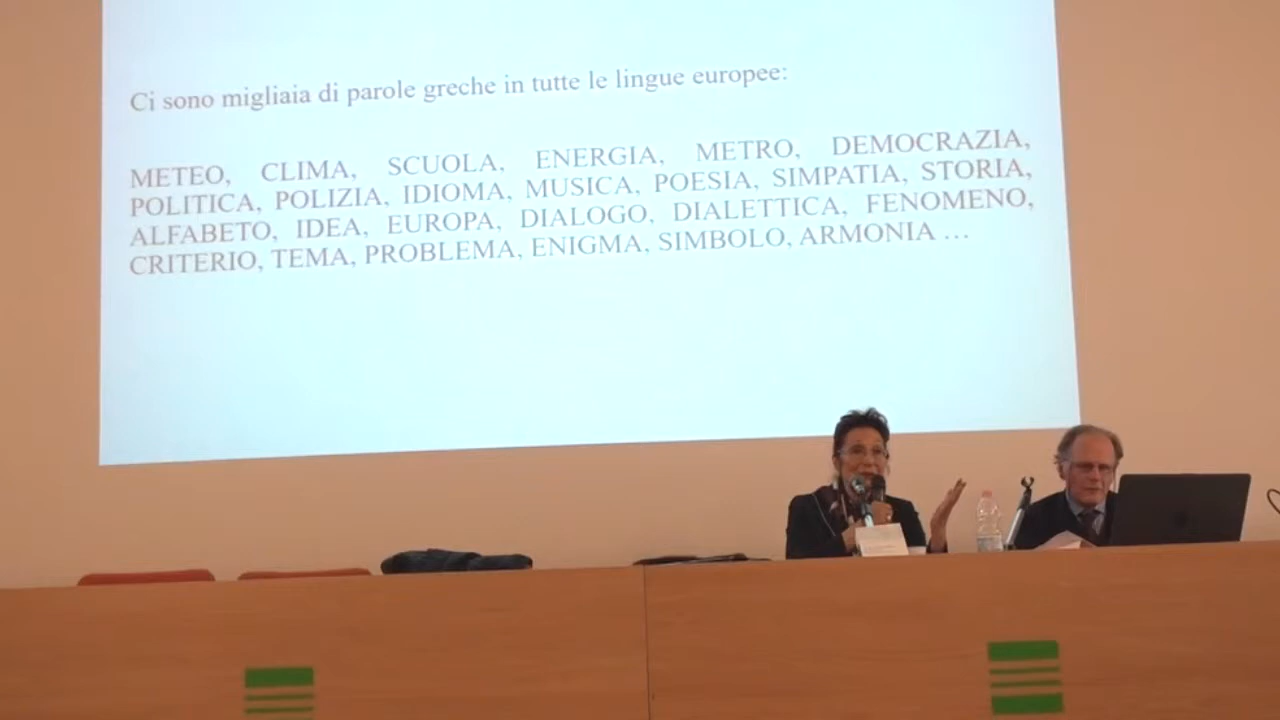 Ci sono migliaia di parole greche in tutte le lingue europee:
METEO, CLIMA, SCUOLA, ENERGIA, METRO, DEMOCRAZIA,
POLITICA, POLIZIA, IDIOMA, MUSICA, POESIA, SIMPATIA, STORIA,
ALFABETO, IDEA, EUROPA, DIALOGO, DIALETTICA, FENOMENO,
CRITERIO, TEMA, PROBLEMA, ENIGMA, SIMBOLO, ARMONIA …